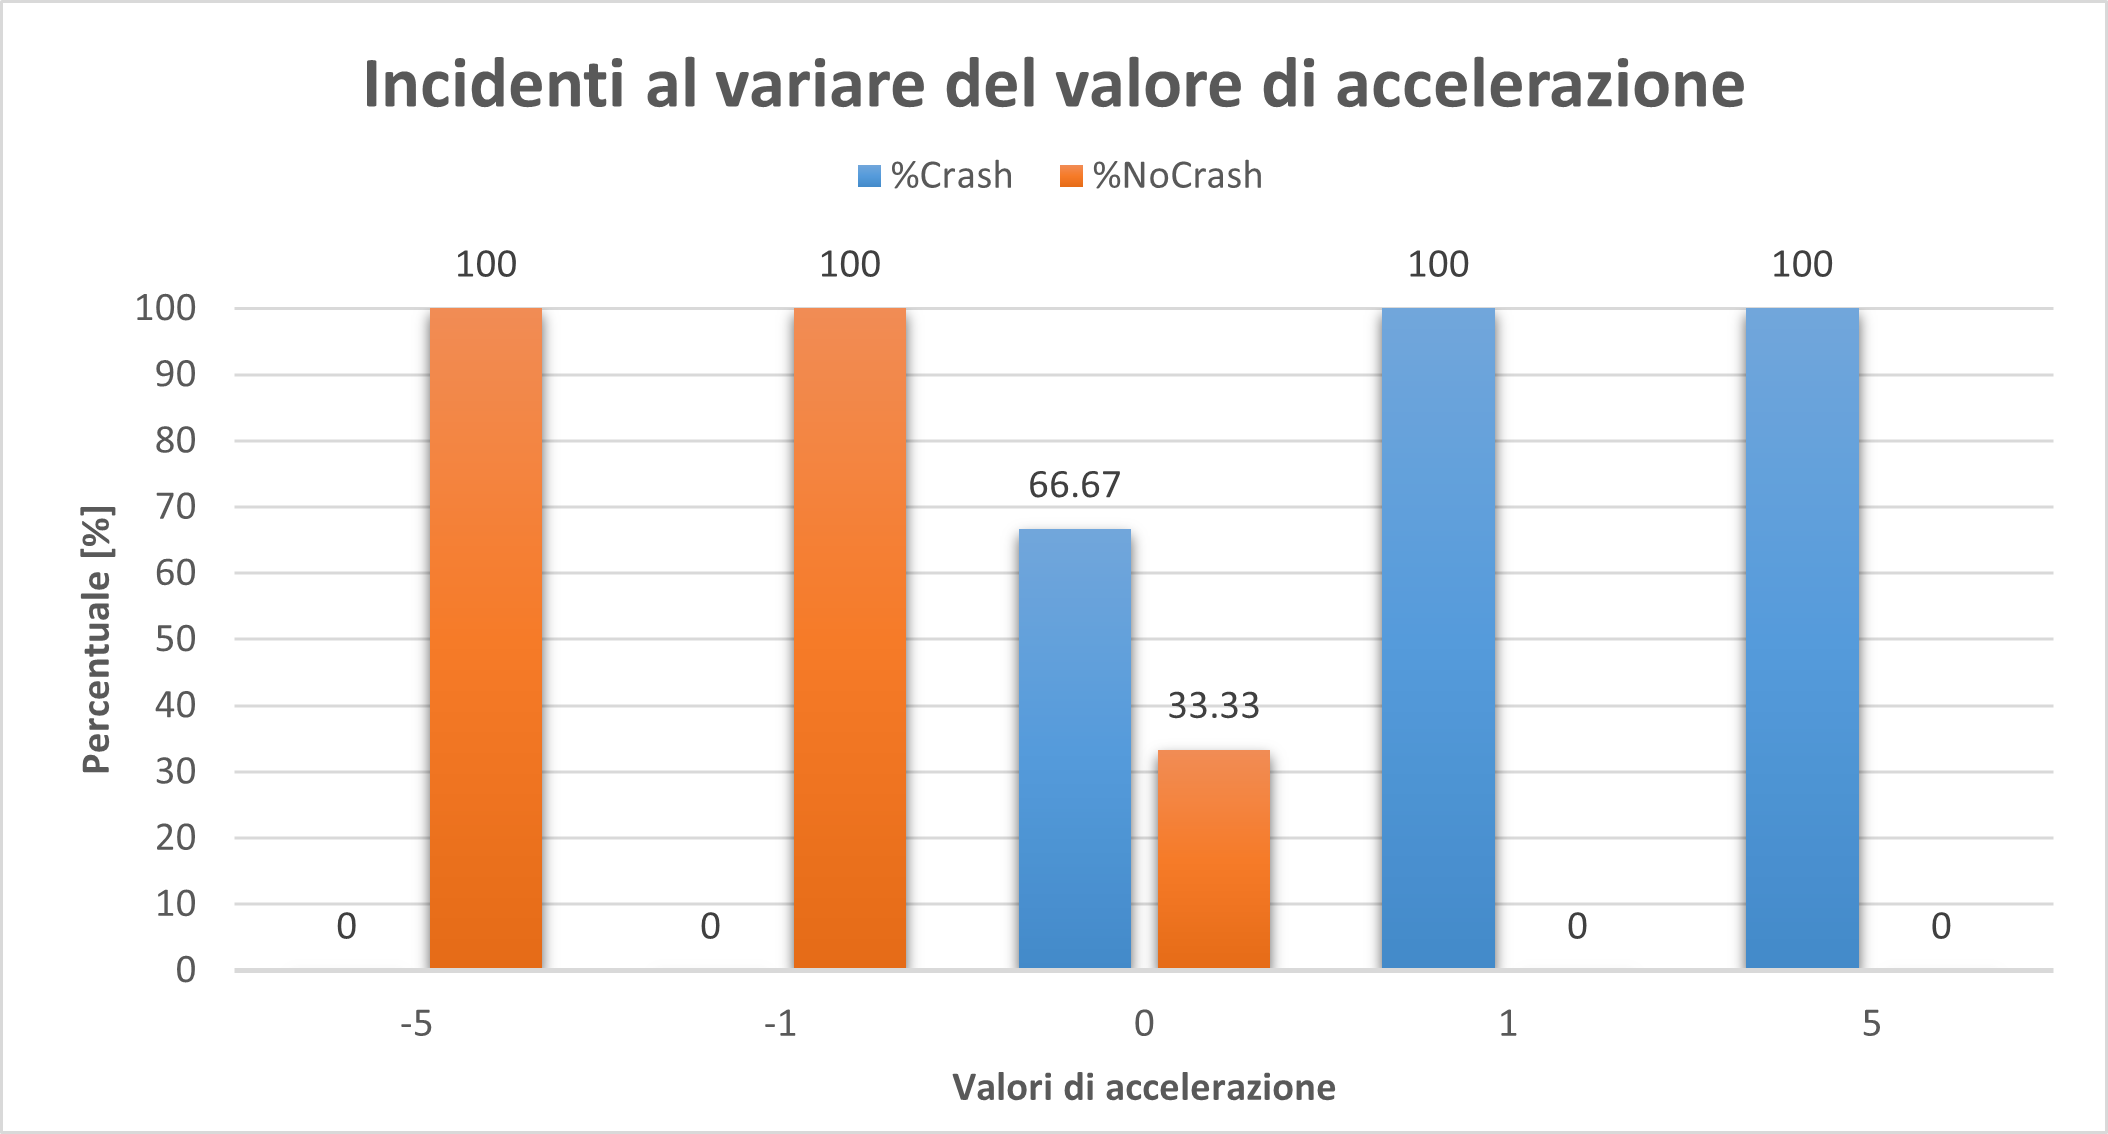 Incidenti al variare del valore di accelerazione
%Crash %NoCrash
100 100 100 100
100
90
80
66.67
70
60
50
40
33.33
30
20
10
0 0 0 0
0
-5 -1 0 1 5
Percentuale [%]
Valori di accelerazione